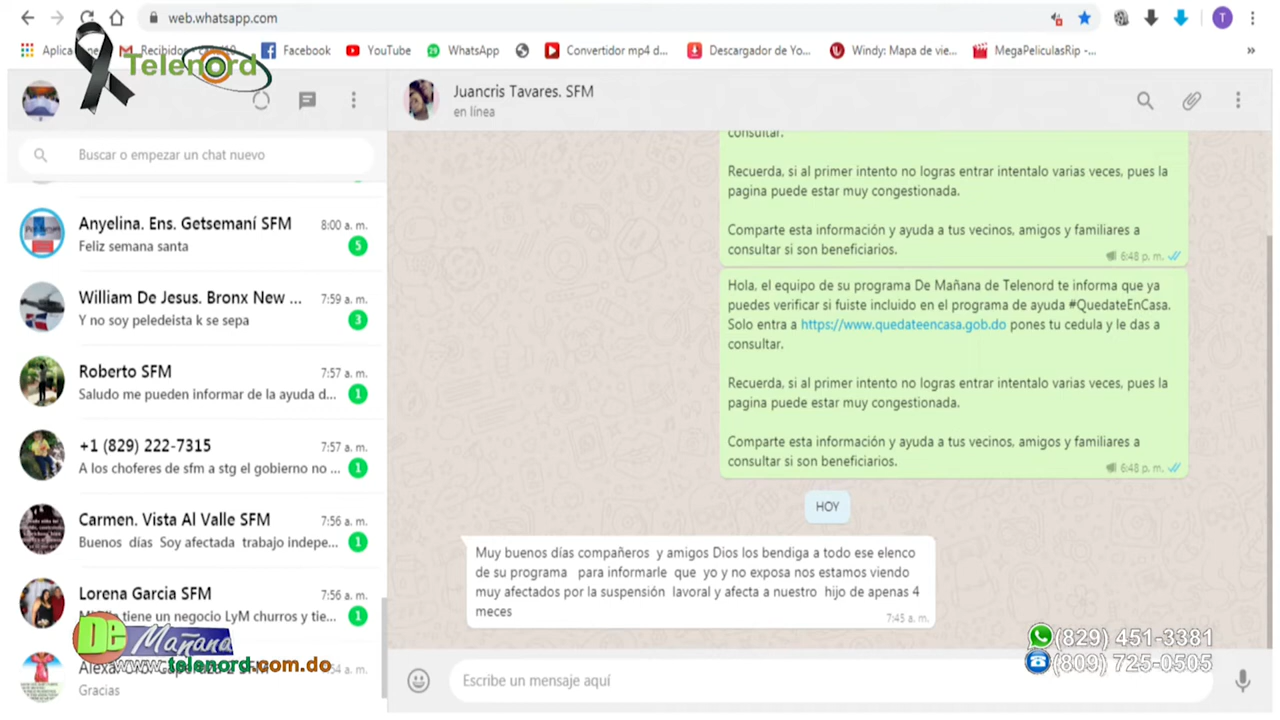 web.whatsapp.com
T
Aplicacione
Recibidos
Facebook
YouTube
WhatsApp
Convertidor mp4 d...
Descargador de Yo...
Windy: Mapa de vie...
MegaPeliculasRip -...
»
Telenord
Juancris Tavares. SFM
en línea
Buscar o empezar un chat nuevo
Anyelina. Ens. Getsemaní SFM 8:00 a. m.
Feliz semana santa 5
William De Jesus. Bronx New ... 7:59 a. m.
Y no soy peledeista k se sepa 3
Roberto SFM 7:57 a. m.
Saludo me pueden informar de la ayuda d... 1
+1 (829) 222-7315 7:57 a. m.
A los choferes de sfm a stg el gobierno no ... 1
Carmen. Vista Al Valle SFM 7:56 a. m.
Buenos días Soy afectada trabajo indepe... 1
Lorena Garcia SFM 7:56 a. m.
tiene un negocio LyM churros y tie... 1
De Mañana
www.telenord.com.do
Gracias
consultar.
Recuerda, si al primer intento no logras entrar intentalo varias veces, pues la
pagina puede estar muy congestionada.
Comparte esta información y ayuda a tus vecinos, amigos y familiares a
consultar si son beneficiarios.
6:48 p. m.
Hola, el equipo de su programa De Mañana de Telenord te informa que ya
puedes verificar si fuiste incluido en el programa de ayuda #QuedateEnCasa.
Solo entra a https://www.quedateencasa.gob.do pones tu cedula y le das a
consultar.
Recuerda, si al primer intento no logras entrar intentalo varias veces, pues la
pagina puede estar muy congestionada.
Comparte esta información y ayuda a tus vecinos, amigos y familiares a
consultar si son beneficiarios.
6:48 p. m.
HOY
Muy buenos días compañeros y amigos Dios los bendiga a todo ese elenco
de su programa para informarle que yo y no exposa nos estamos viendo
muy afectados por la suspensión lavoral y afecta a nuestro hijo de apenas 4
meces
7:45 a. m.
(829) 451-3381
(809) 725-0505
Escribe un mensaje aquí